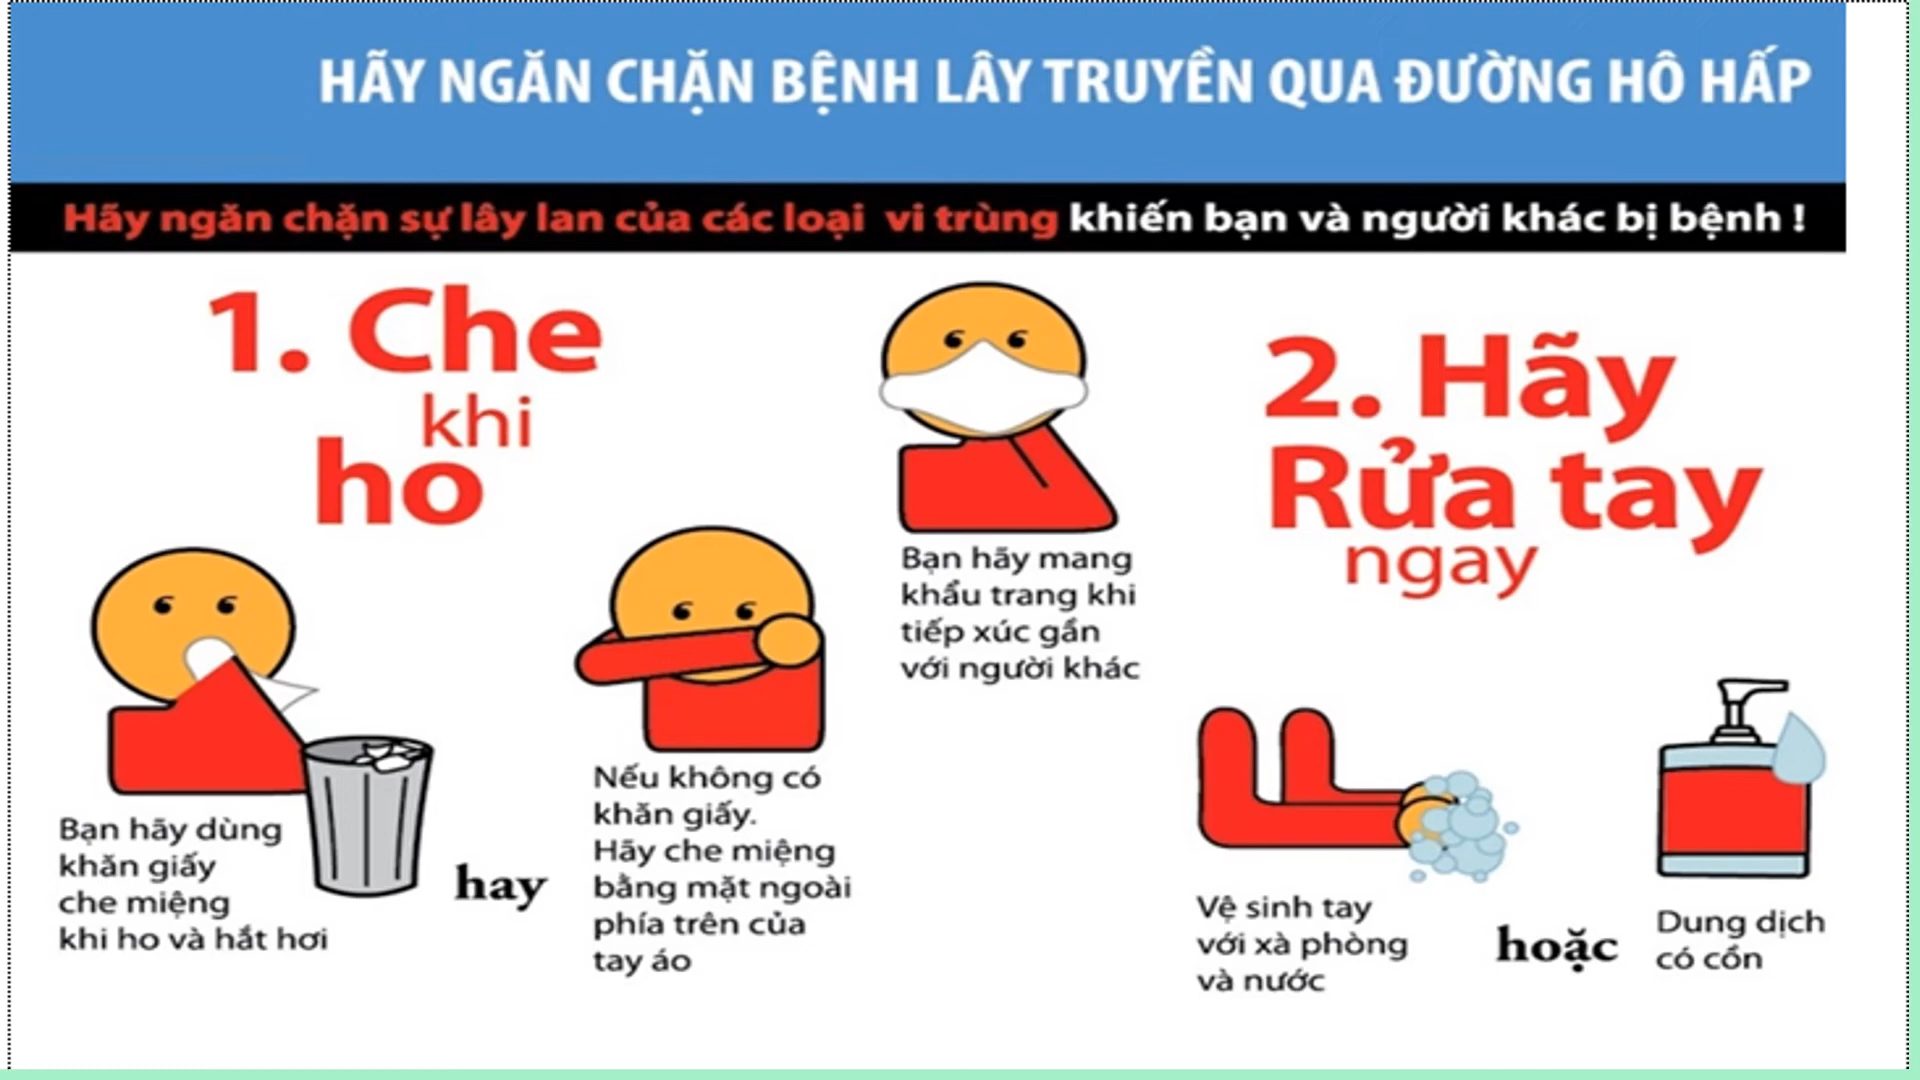 HÃY NGĂN CHẶN BỆNH LÂY TRUYỀN QUA ĐƯỜNG HÔ HẤP
Hãy ngăn chặn sự lây lan của các loại vi trùng khiến bạn và người khác bị bệnh !
1. Che
khi
ho
Bạn hãy dùng
khăn giấy
che miệng
khi ho và hắt hơi
hay
Nếu không có
khăn giấy.
Hãy che miệng
bằng mặt ngoài
phía trên của
tay áo
Bạn hãy mang
khẩu trang khi
tiếp xúc gần
với người khác
2. Hãy
Rửa tay
ngay
Vệ sinh tay
với xà phòng
và nước
hoặc
Dung dịch
có cồn